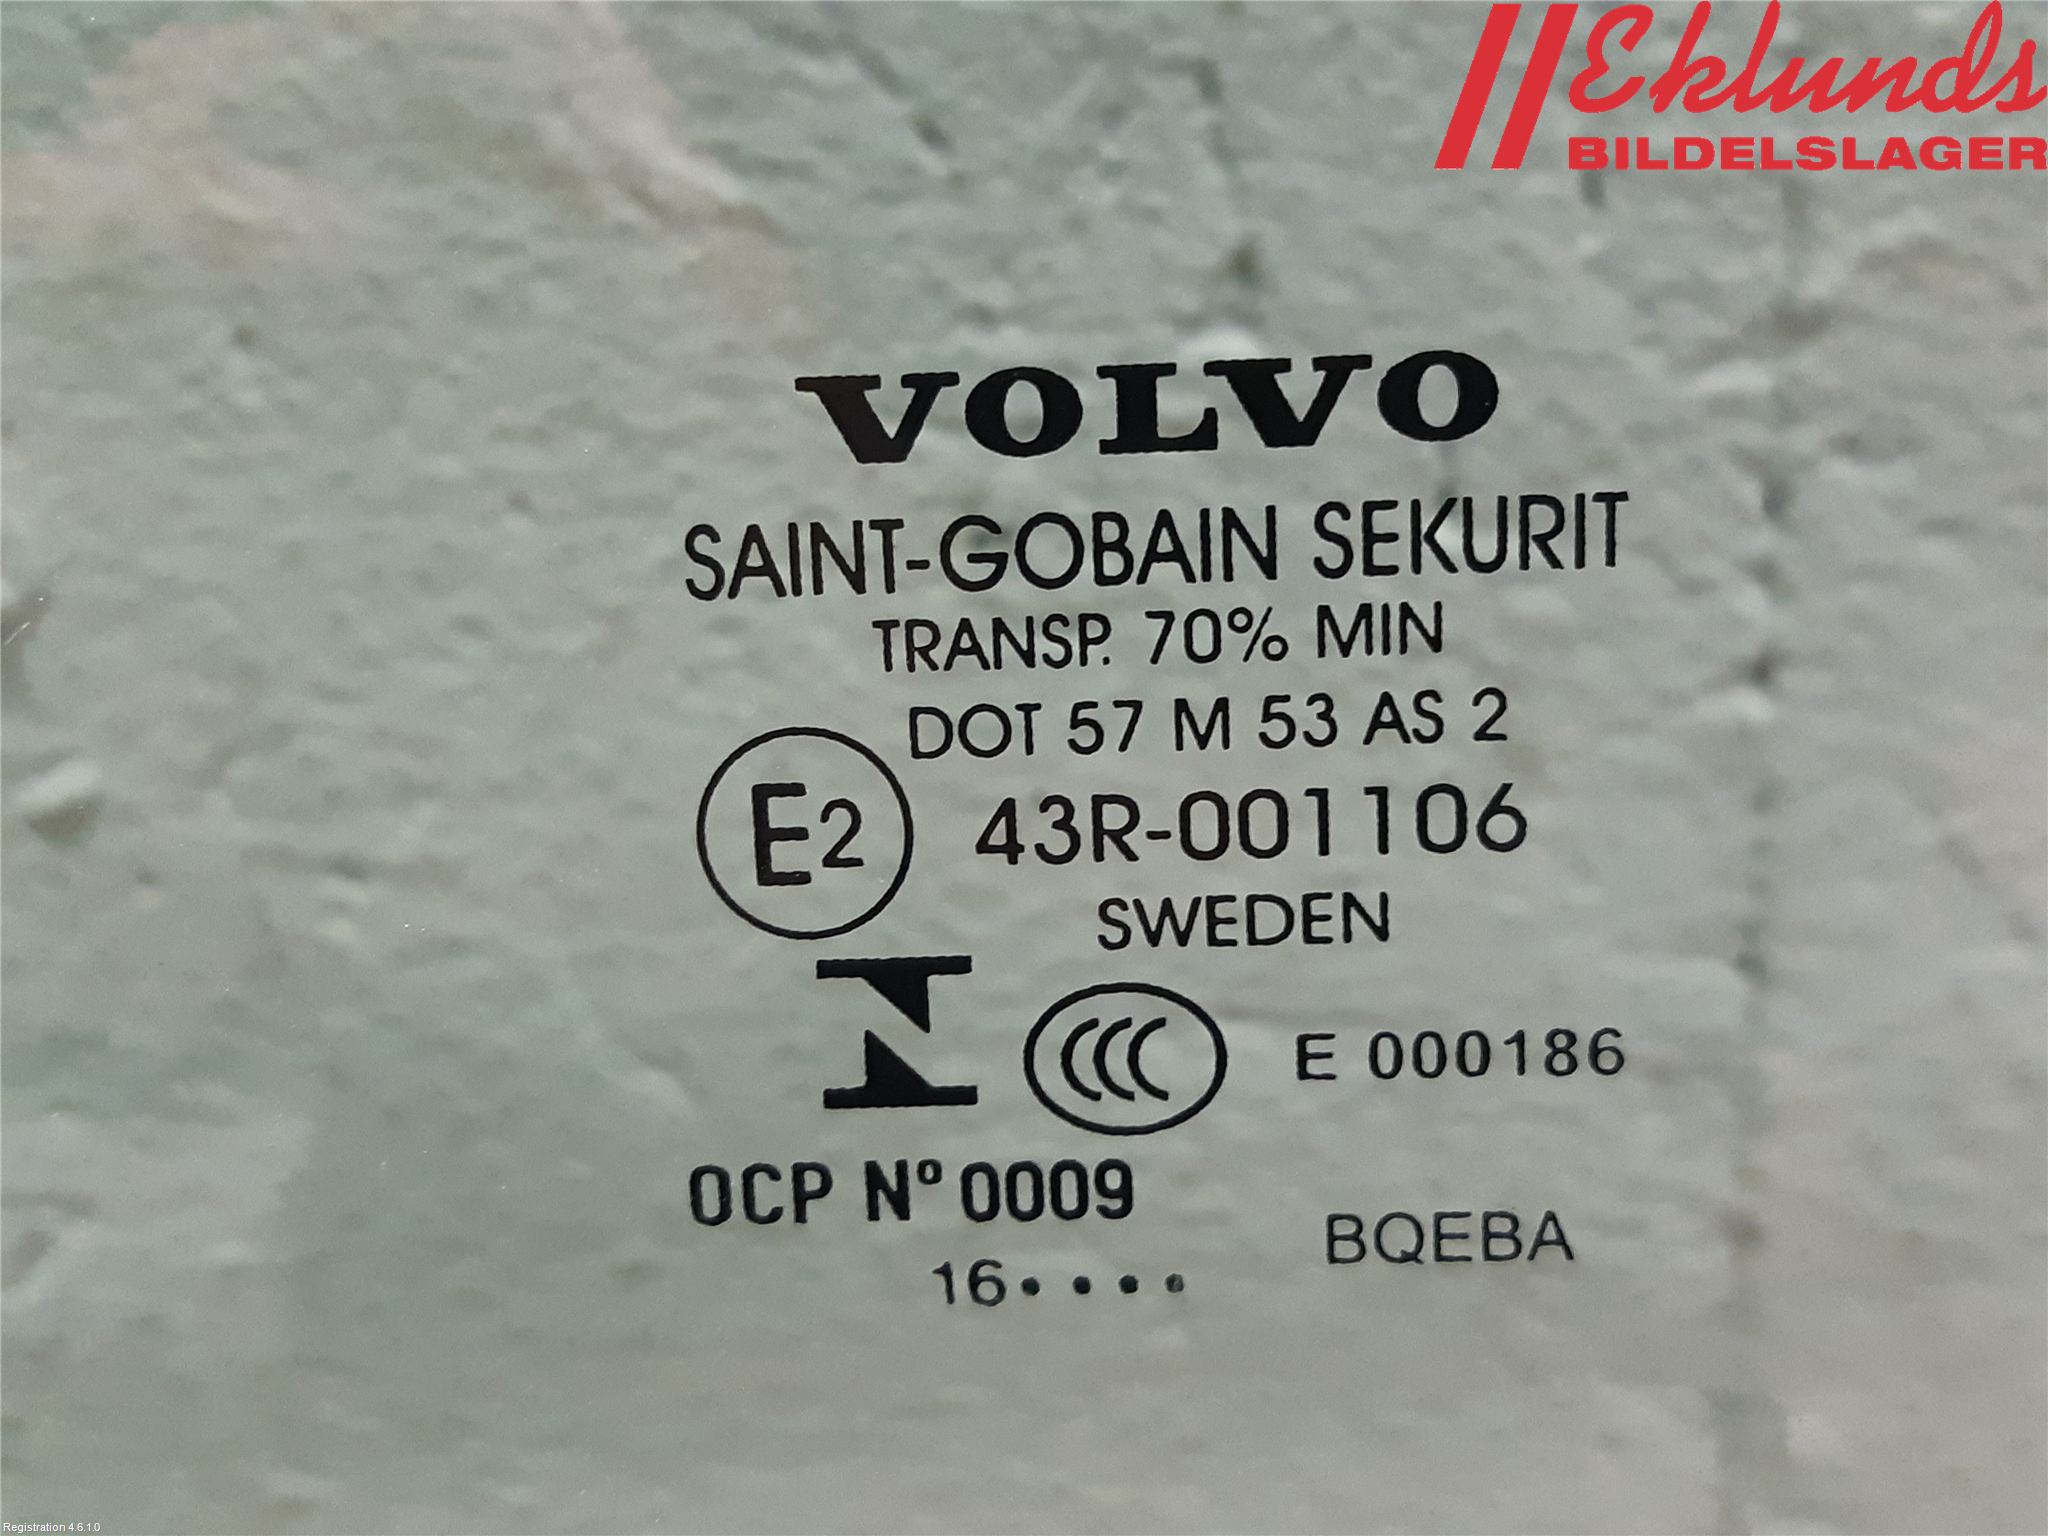 Eklunds
BILDELSLAGER
VOLVO
SAINT-GOBAIN SEKURIT
TRANSP. 70% MIN
DOT 57 M 53 AS 2
E2 43R-001106
SWEDEN
CCC E 000186
OCP Nº 0009
BQEBA
16• • • •
Registration 4.6.1.0